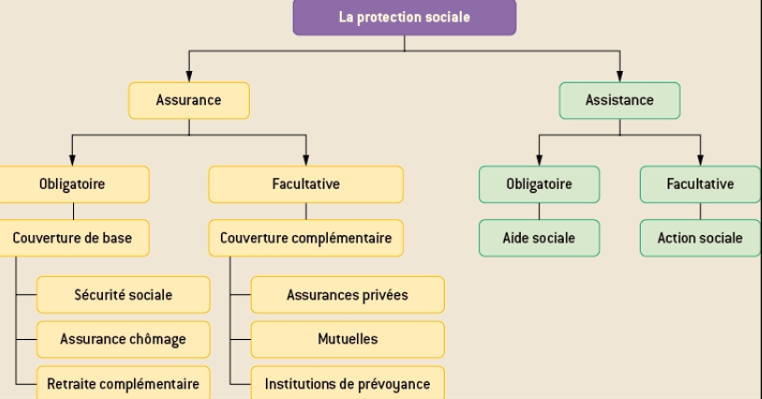 La protection sociale
Assurance
Assistance
Obligatoire
Facultative
Obligatoire
Facultative
Couverture de base
Couverture complémentaire
Aide sociale
Action sociale
Sécurité sociale
Assurances privées
Assurance chômage
Mutuelles
Retraite complémentaire
Institutions de prévoyance